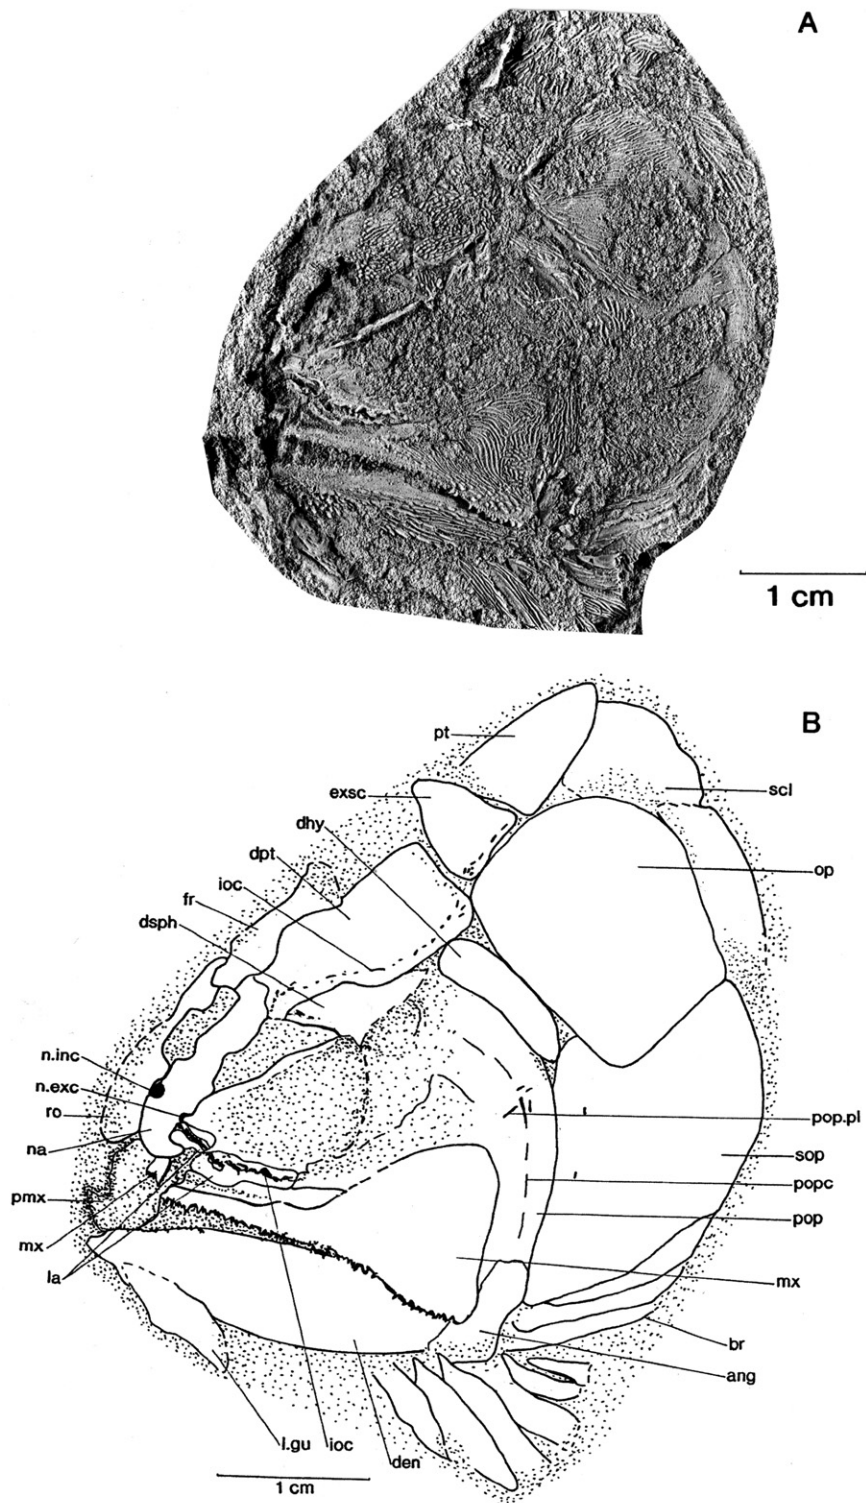 A
1 cm
B
pt
scl
exsc
dhy
op
dpt
ioc
fr
dsph
n.inc
n.exc
ro
na
pop.pl
sop
popc
pmx
pop
mx
mx
la
br
ang
l.gu
ioc
den
1 cm